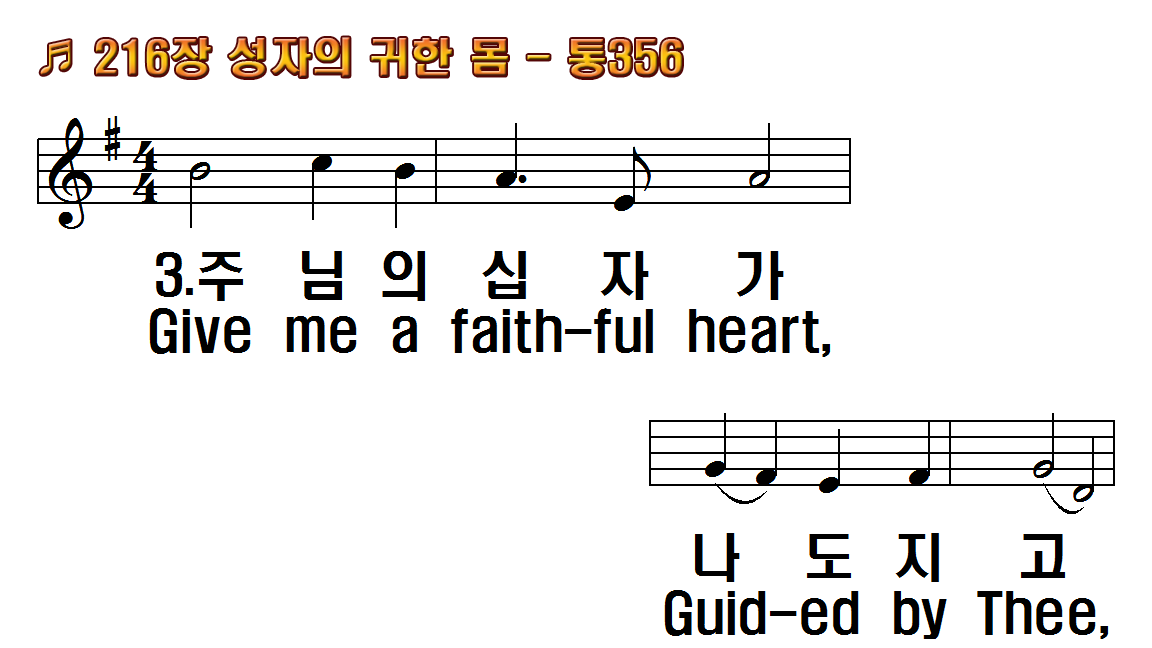 ♬ 216장 성자의 귀한 몸 - 통356
3.주 님 의 십 자 가
Give me a faith-ful heart,
나 도 지 고
Guid-ed by Thee,